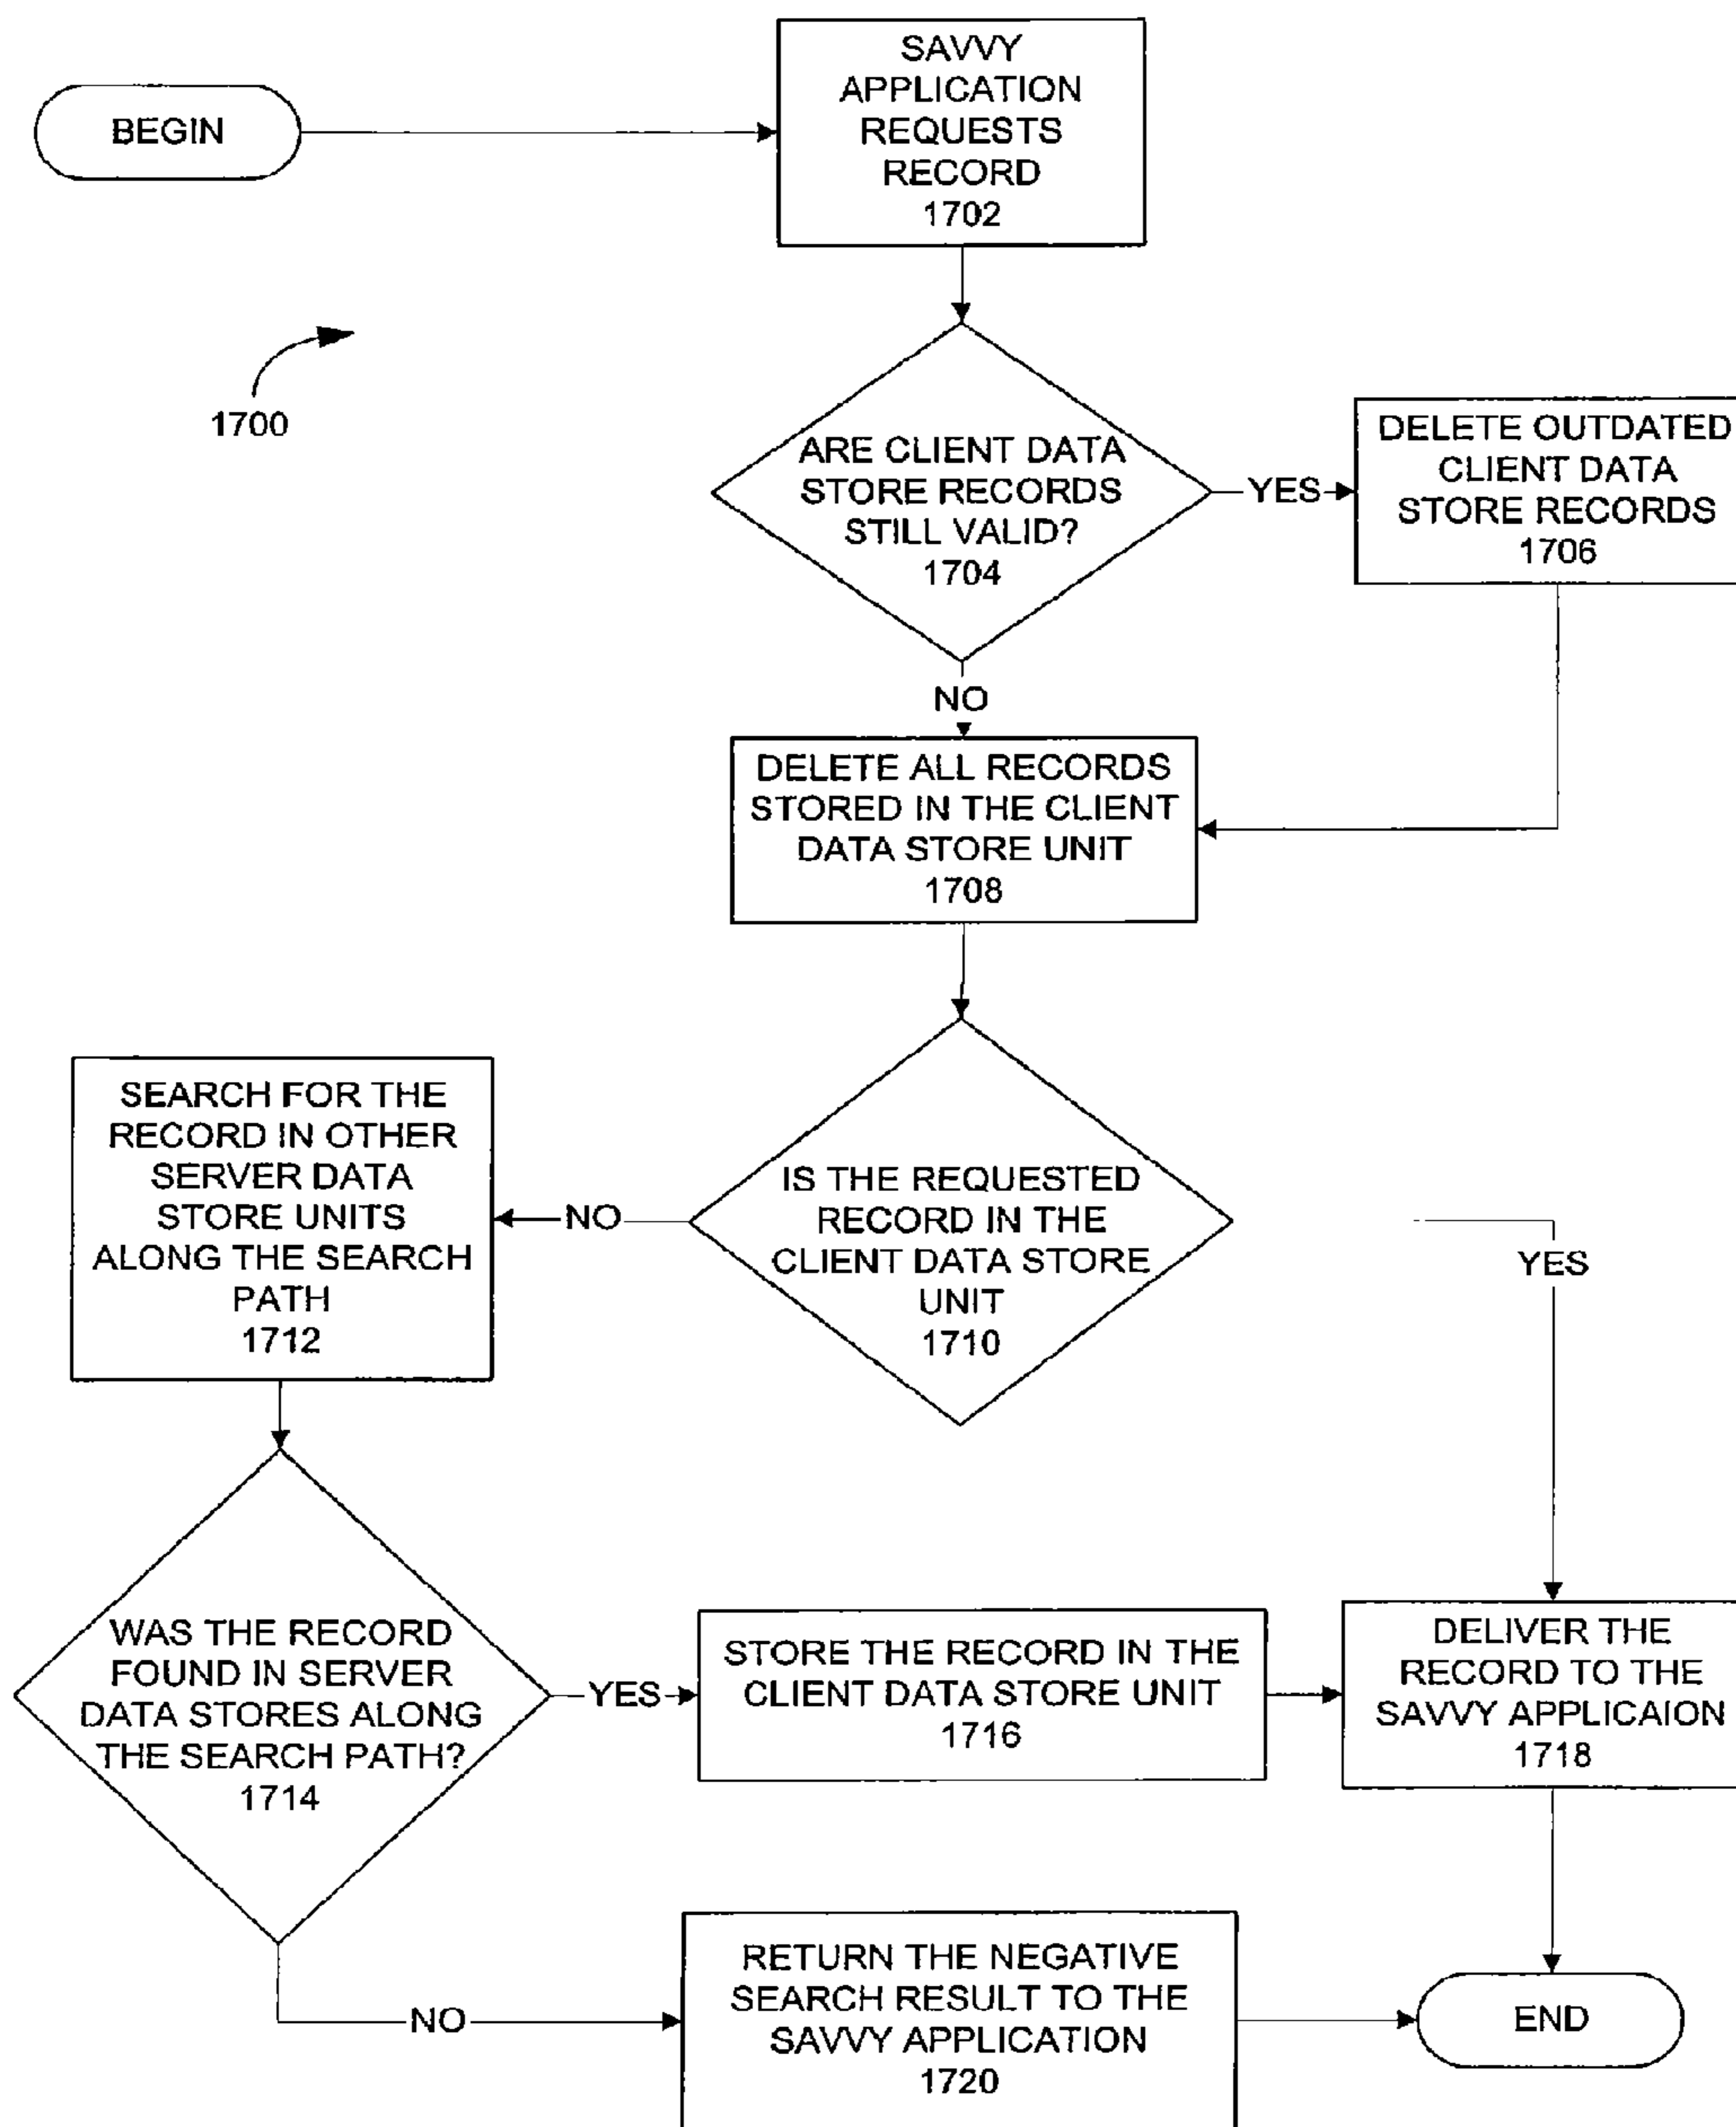 BEGIN
SAVVY
APPLICATION
REQUESTS
RECORD
1702
1700
ARE CLIENT DATA
STORE RECORDS
STILL VALID?
1704
YES
DELETE OUTDATED
CLIENT DATA
STORE RECORDS
1706
NO
DELETE ALL RECORDS
STORED IN THE CLIENT
DATA STORE UNIT
1708
SEARCH FOR THE
RECORD IN OTHER
SERVER DATA
STORE UNITS
ALONG THE SEARCH
PATH
1712
NO
IS THE REQUESTED
RECORD IN THE
CLIENT DATA STORE
UNIT
1710
YES
WAS THE RECORD
FOUND IN SERVER
DATA STORES ALONG
THE SEARCH PATH?
1714
YES
STORE THE RECORD IN THE
CLIENT DATA STORE UNIT
1716
DELIVER THE
RECORD TO THE
SAVVY APPLICAION
1718
NO
RETURN THE NEGATIVE
SEARCH RESULT TO THE
SAVVY APPLICATION
1720
END